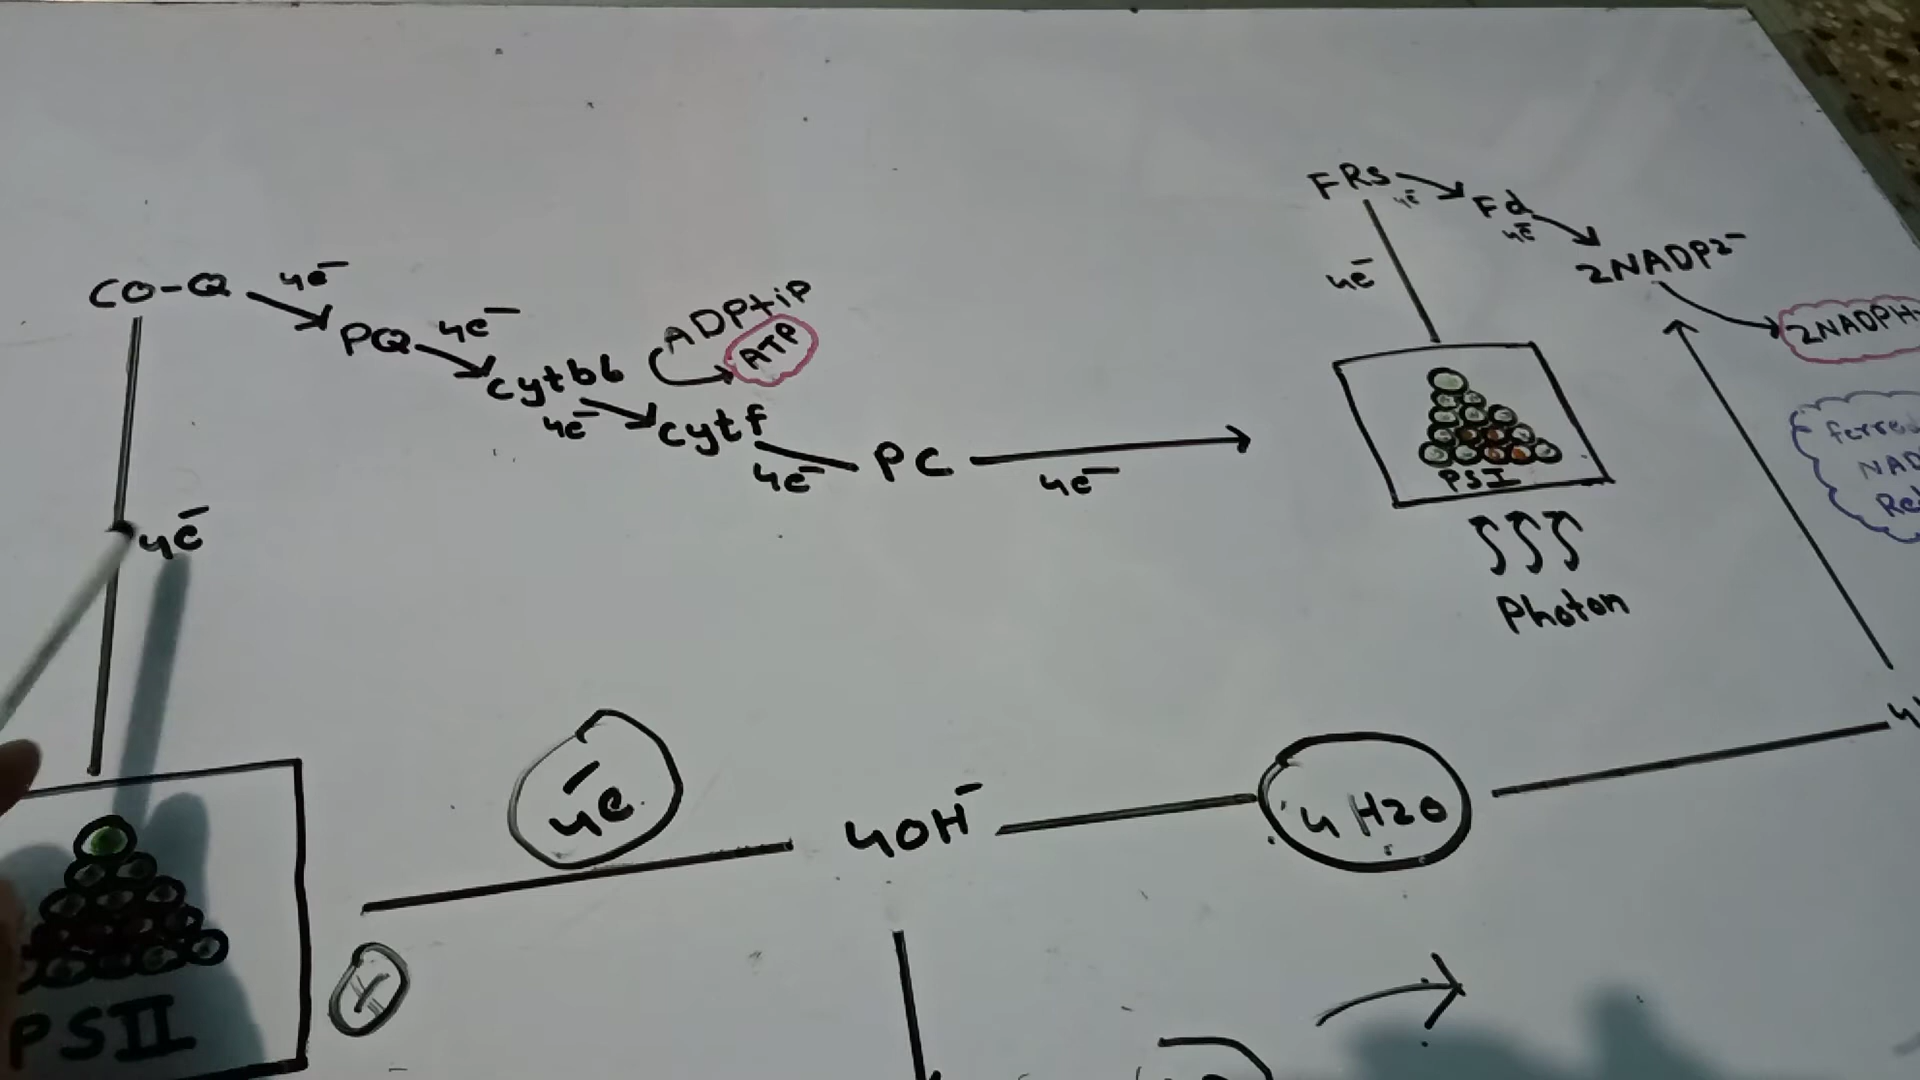 FRS
4e⁻
Fd
4e⁻
2NADP2⁻
2NADPH
CO-Q
4e⁻
PQ
4e⁻
cytb6
ADP+iP
ATP
4e⁻
cytf
4e⁻
PC
4e⁻
4e⁻
PSI
Photon
4e⁻
4e⁻
4OH⁻
4H2O
PSII
NAD